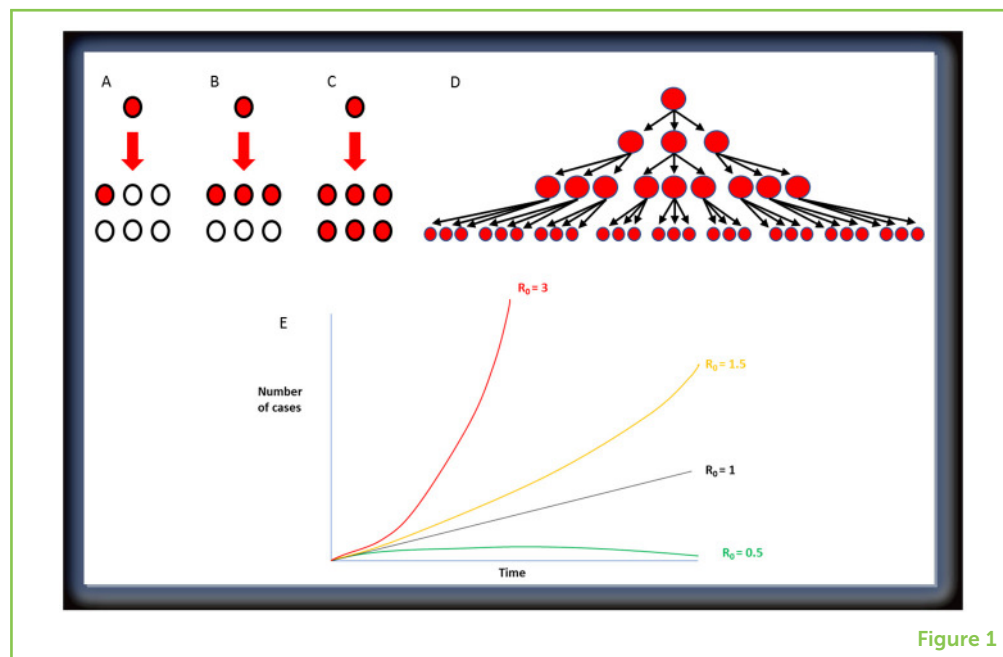 A
B
C
D
E
R₀ = 3
R₀ = 1.5
Number
of cases
R₀ = 1
R₀ = 0.5
Time
Figure 1